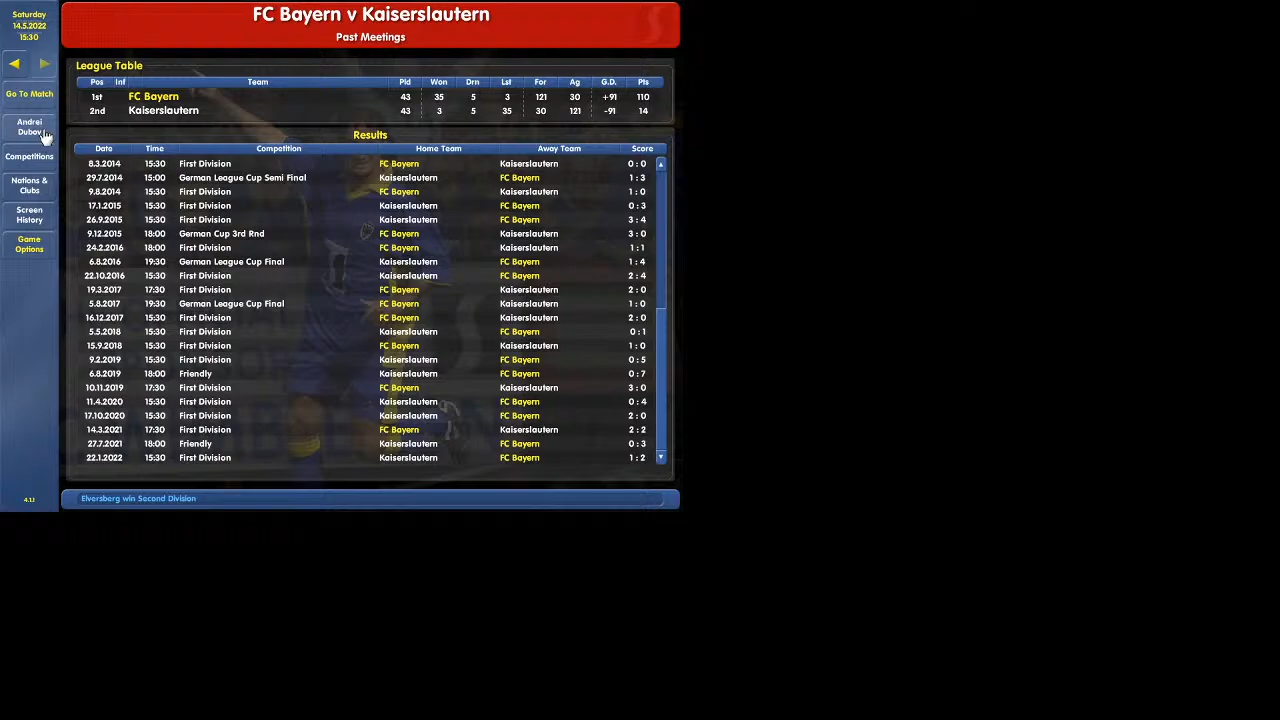 Saturday
14.5.2022
15:30
Go To Match
Andrei
Dubov
Competitions
Nations &
Clubs
Screen
History
Game
Options
4.1.1
FC Bayern v Kaiserslautern
Past Meetings
League Table
Pos Inf Team Pld Won Drn Lst For Ag G.D. Pts
1st FC Bayern 43 35 5 3 121 30 +91 110
2nd Kaiserslautern 43 3 5 35 30 121 -91 14
Results
Date Time Competition Home Team Away Team Score
8.3.2014 15:30 First Division FC Bayern Kaiserslautern 0 : 0
29.7.2014 15:00 German League Cup Semi Final Kaiserslautern FC Bayern 1 : 3
9.8.2014 15:30 First Division FC Bayern Kaiserslautern 1 : 0
17.1.2015 15:30 First Division Kaiserslautern FC Bayern 0 : 3
26.9.2015 15:30 First Division Kaiserslautern FC Bayern 3 : 4
9.12.2015 18:00 German Cup 3rd Rnd FC Bayern Kaiserslautern 3 : 0
24.2.2016 18:00 First Division FC Bayern Kaiserslautern 1 : 1
6.8.2016 19:30 German League Cup Final Kaiserslautern FC Bayern 1 : 4
22.10.2016 15:30 First Division Kaiserslautern FC Bayern 2 : 4
19.3.2017 17:30 First Division FC Bayern Kaiserslautern 2 : 0
5.8.2017 19:30 German League Cup Final FC Bayern Kaiserslautern 1 : 0
16.12.2017 15:30 First Division FC Bayern Kaiserslautern 2 : 0
5.5.2018 15:30 First Division Kaiserslautern FC Bayern 0 : 1
15.9.2018 15:30 First Division FC Bayern Kaiserslautern 1 : 0
9.2.2019 15:30 First Division Kaiserslautern FC Bayern 0 : 5
6.8.2019 18:00 Friendly Kaiserslautern FC Bayern 0 : 7
10.11.2019 17:30 First Division FC Bayern Kaiserslautern 3 : 0
11.4.2020 15:30 First Division Kaiserslautern FC Bayern 0 : 4
17.10.2020 15:30 First Division Kaiserslautern FC Bayern 2 : 0
14.3.2021 17:30 First Division FC Bayern Kaiserslautern 2 : 2
27.7.2021 18:00 Friendly Kaiserslautern FC Bayern 0 : 3
22.1.2022 15:30 First Division Kaiserslautern FC Bayern 1 : 2
Elversberg win Second Division